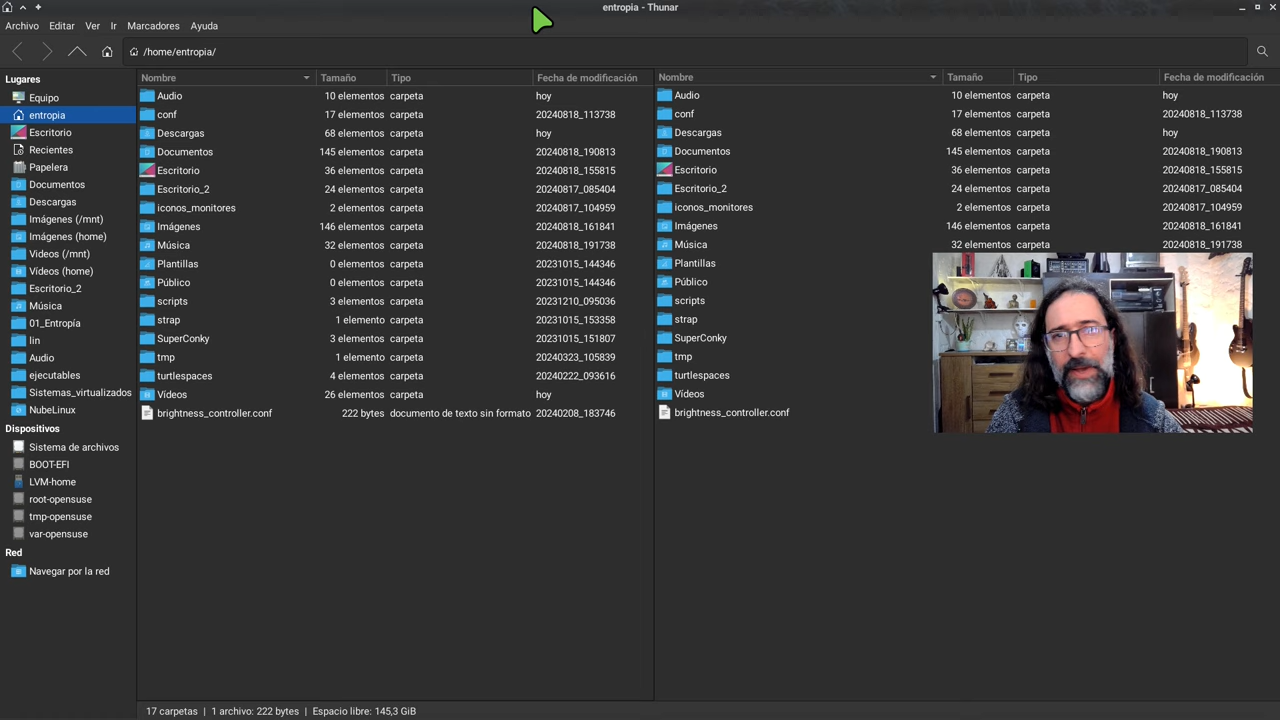 entropia - Thunar
Archivo Editar Ver Ir Marcadores Ayuda
/home/entropia/
Lugares
Equipo
entropia
Escritorio
Recientes
Papelera
Documentos
Descargas
Imágenes (/mnt)
Imágenes (home)
Videos (/mnt)
Vídeos (home)
Escritorio_2
Música
01_Entropía
lin
Audio
ejecutables
Sistemas_virtualizados
NubeLinux
Dispositivos
Sistema de archivos
BOOT-EFI
LVM-home
root-opensuse
tmp-opensuse
var-opensuse
Red
Navegar por la red
Nombre Tamaño Tipo Fecha de modificación
Audio 10 elementos carpeta hoy
conf 17 elementos carpeta 20240818_113738
Descargas 68 elementos carpeta hoy
Documentos 145 elementos carpeta 20240818_190813
Escritorio 36 elementos carpeta 20240818_155815
Escritorio_2 24 elementos carpeta 20240817_085404
iconos_monitores 2 elementos carpeta 20240817_104959
Imágenes 146 elementos carpeta 20240818_161841
Música 32 elementos carpeta 20240818_191738
Plantillas 0 elementos carpeta 20231015_144346
Público 0 elementos carpeta 20231015_144346
scripts 3 elementos carpeta 20231210_095036
strap 1 elemento carpeta 20231015_153358
SuperConky 3 elementos carpeta 20231015_151807
tmp 1 elemento carpeta 20240323_105839
turtlespaces 4 elementos carpeta 20240222_093616
Vídeos 26 elementos carpeta hoy
brightness_controller.conf 222 bytes documento de texto sin formato 20240208_183746
Nombre Tamaño Tipo Fecha de modificación
Audio 10 elementos carpeta hoy
conf 17 elementos carpeta 20240818_113738
Descargas 68 elementos carpeta hoy
Documentos 145 elementos carpeta 20240818_190813
Escritorio 36 elementos carpeta 20240818_155815
Escritorio_2 24 elementos carpeta 20240817_085404
iconos_monitores 2 elementos carpeta 20240817_104959
Imágenes 146 elementos carpeta 20240818_161841
Música 32 elementos carpeta 20240818_191738
Plantillas
Público
scripts
strap
SuperConky
tmp
turtlespaces
Vídeos
brightness_controller.conf
17 carpetas | 1 archivo: 222 bytes | Espacio libre: 145,3 GiB